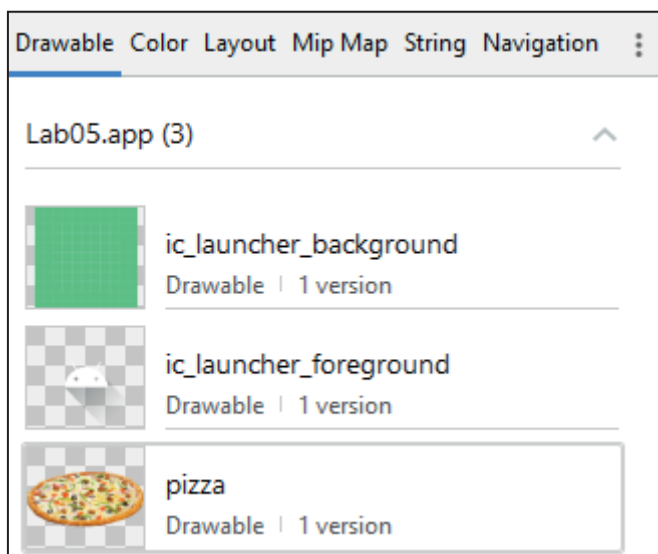 Drawable Color Layout Mip Map String Navigation
Lab05.app (3)
ic_launcher_background
Drawable | 1 version
ic_launcher_foreground
Drawable | 1 version
pizza
Drawable | 1 version